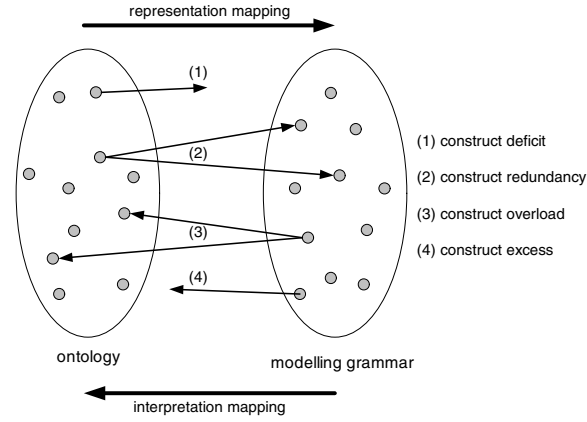 representation mapping
(1)
(2)
(3)
(4)
(1) construct deficit
(2) construct redundancy
(3) construct overload
(4) construct excess
ontology
modelling grammar
interpretation mapping